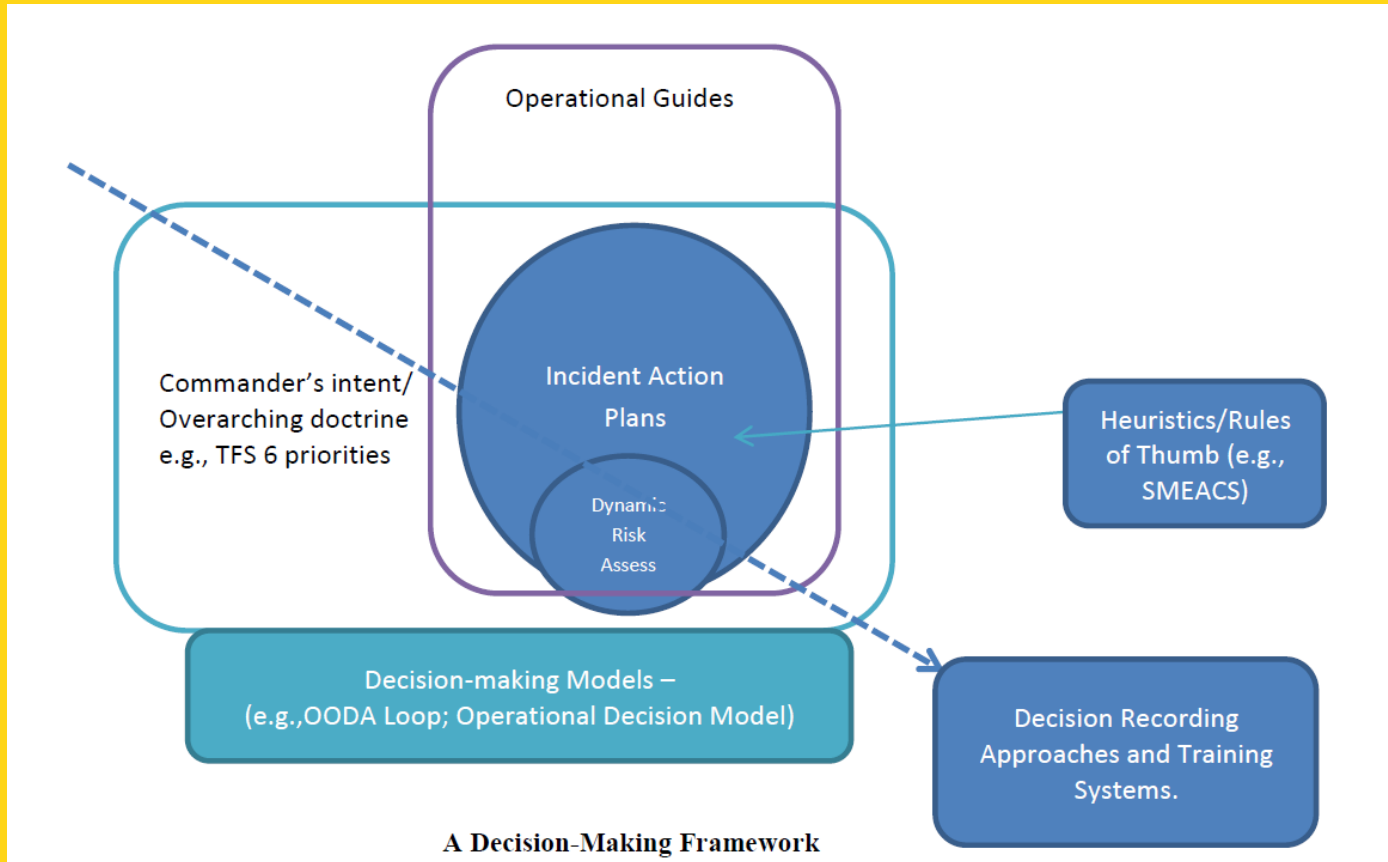 Operational Guides
Commander’s intent/
Overarching doctrine
e.g., TFS 6 priorities
Incident Action
Plans
Dynamic
Risk
Assess
Heuristics/Rules
of Thumb (e.g.,
SMEACS)
Decision-making Models –
(e.g.,OODA Loop; Operational Decision Model)
Decision Recording
Approaches and Training
Systems.
A Decision-Making Framework